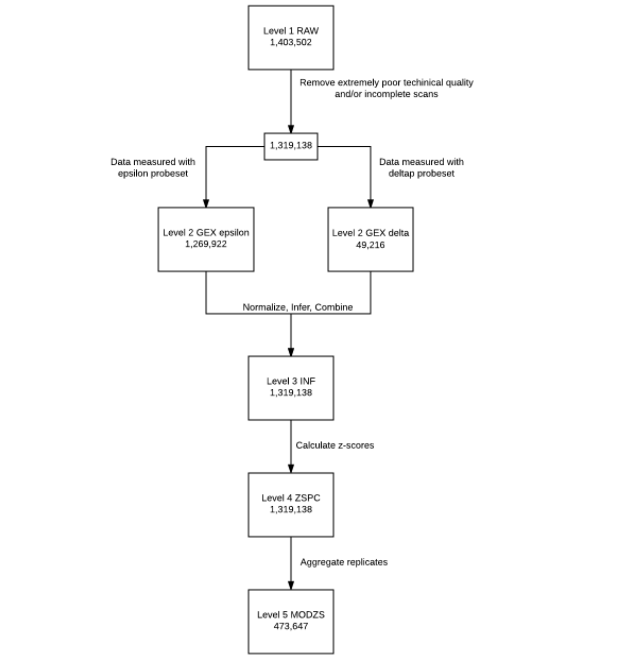 Level 1 RAW
1,403,502
Remove extremely poor techinical quality
and/or incomplete scans
1,319,138
Data measured with
epsilon probeset
Data measured with
deltap probeset
Level 2 GEX epsilon
1,269,922
Level 2 GEX delta
49,216
Normalize, Infer, Combine
Level 3 INF
1,319,138
Calculate z-scores
Level 4 ZSPC
1,319,138
Aggregate replicates
Level 5 MODZS
473,647